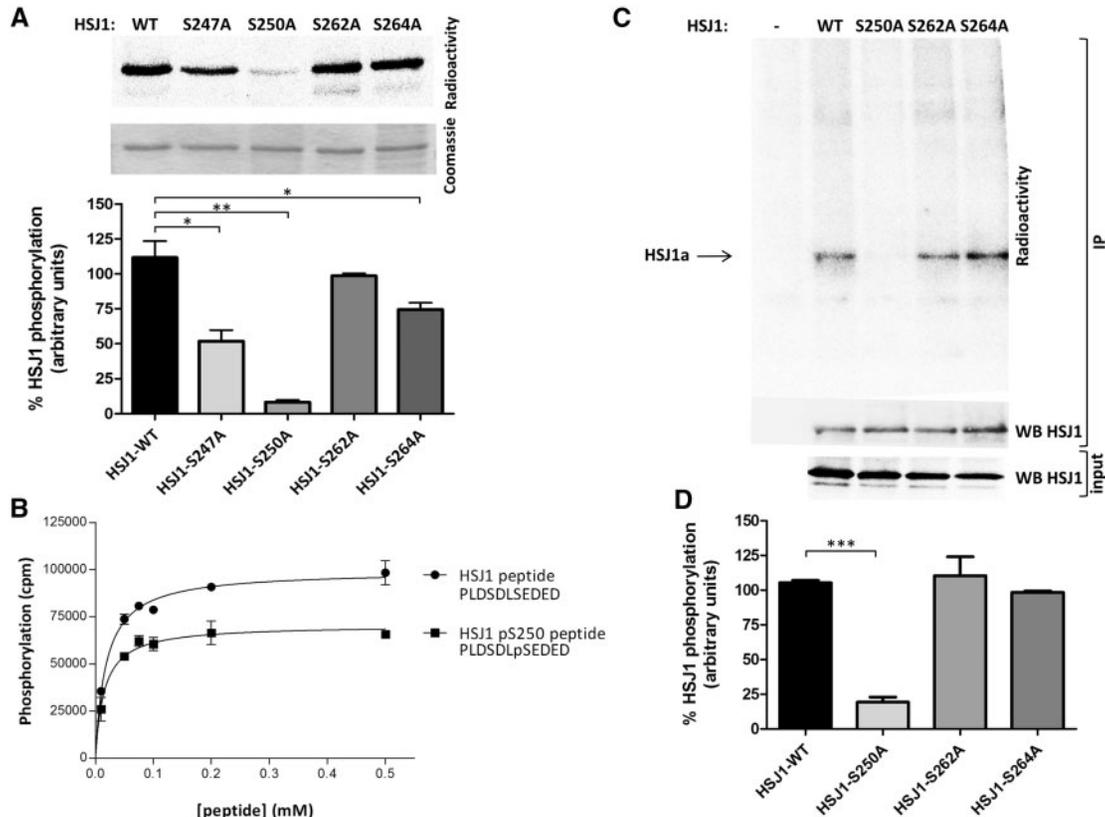 A
HSJ1: WT S247A S250A S262A S264A
Radioactivity
Coomassie
*
**
*
% HSJ1 phosphorylation
(arbitrary units)
150
125
100
75
50
25
0
HSJ1-WT
HSJ1-S247A
HSJ1-S250A
HSJ1-S262A
HSJ1-S264A
B
Phosphorylation (cpm)
125000
100000
75000
50000
25000
0
0.0 0.1 0.2 0.3 0.4 0.5
[peptide] (mM)
HSJ1 peptide
PLDSDLSEDED
HSJ1 pS250 peptide
PLDSDLpSEDED
C
HSJ1: - WT S250A S262A S264A
HSJ1a
Radioactivity
IP
WB HSJ1
WB HSJ1
input
D
% HSJ1 phosphorylation
(arbitrary units)
150
125
100
75
50
25
0
***
HSJ1-WT
HSJ1-S250A
HSJ1-S262A
HSJ1-S264A